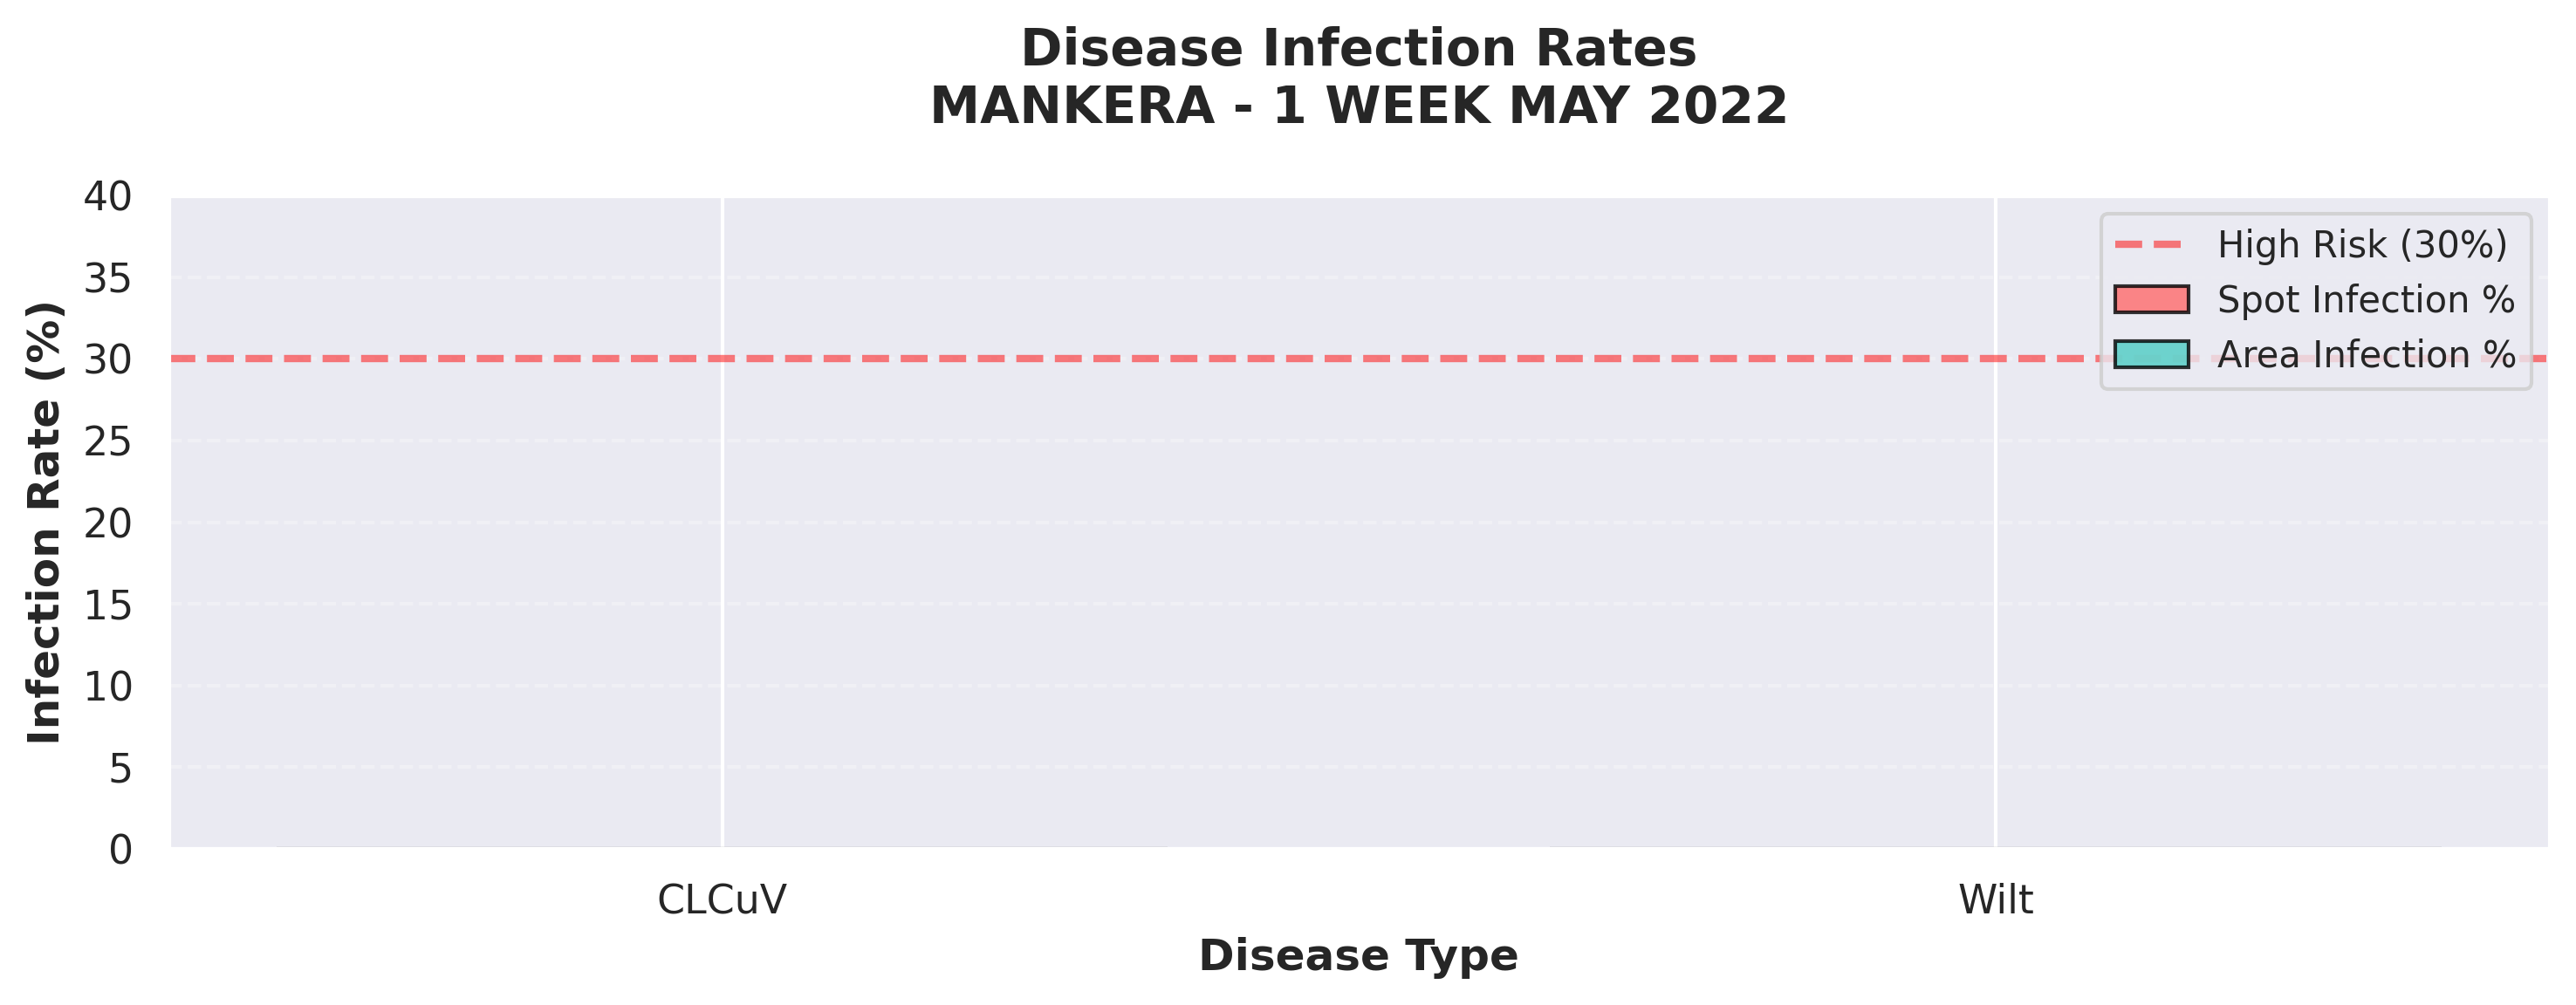 Disease Infection Rates
MANKERA - 1 WEEK MAY 2022
Infection Rate (%)
40
35
30
25
20
15
10
5
0
High Risk (30%)
Spot Infection %
Area Infection %
CLCuV
Wilt
Disease Type